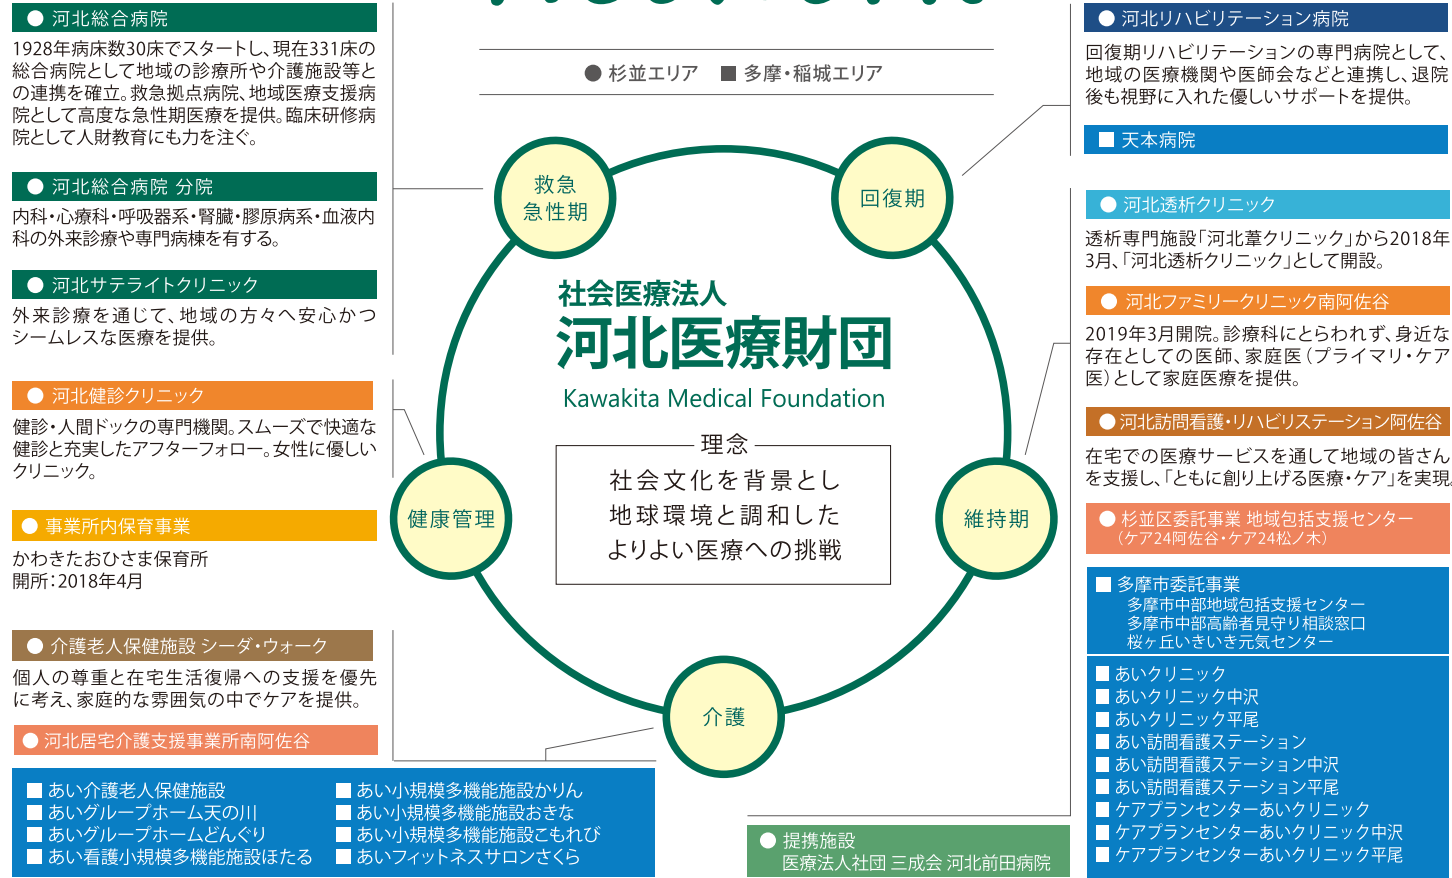 ● 杉並エリア ■ 多摩・稲城エリア
● 河北総合病院
1928年病床数30床でスタートし、現在331床の
総合病院として地域の診療所や介護施設等と
の連携を確立。救急拠点病院、地域医療支援病
院として高度な急性期医療を提供。臨床研修病
院として人財教育にも力を注ぐ。
● 河北総合病院 分院
内科・心療科・呼吸器系・腎臓・膠原病系・血液内
科の外来診療や専門病棟を有する。
● 河北サテライトクリニック
外来診療を通じて、地域の方々へ安心かつ
シームレスな医療を提供。
● 河北健診クリニック
健診・人間ドックの専門機関。スムーズで快適な
健診と充実したアフターフォロー。女性に優しい
クリニック。
● 事業所内保育事業
かわきたおひさま保育所
開所：2018年4月
● 介護老人保健施設 シーダ・ウォーク
個人の尊重と在宅生活復帰への支援を優先
に考え、家庭的な雰囲気の中でケアを提供。
● 河北居宅介護支援事業所南阿佐谷
■ あい介護老人保健施設
■ あいグループホーム天の川
■ あいグループホームどんぐり
■ あい看護小規模多機能施設ほたる
■ あい小規模多機能施設かりん
■ あい小規模多機能施設おきな
■ あい小規模多機能施設こもれび
■ あいフィットネスサロンさくら
救急
急性期
回復期
社会医療法人
河北医療財団
Kawakita Medical Foundation
理念
社会文化を背景とし
地球環境と調和した
よりよい医療への挑戦
健康管理
維持期
介護
● 提携施設
医療法人社団 三成会 河北前田病院
● 河北リハビリテーション病院
回復期リハビリテーションの専門病院として、
地域の医療機関や医師会などと連携し、退院
後も視野に入れた優しいサポートを提供。
■ 天本病院
● 河北透析クリニック
透析専門施設「河北葦クリニック」から2018年
3月、「河北透析クリニック」として開設。
● 河北ファミリークリニック南阿佐谷
2019年3月開院。診療科にとらわれず、身近な
存在としての医師、家庭医（プライマリ・ケア
医）として家庭医療を提供。
● 河北訪問看護・リハビリステーション阿佐谷
在宅での医療サービスを通して地域の皆さん
を支援し、「ともに創り上げる医療・ケア」を実現。
● 杉並区委託事業 地域包括支援センター
（ケア24阿佐谷・ケア24松ノ木）
■ 多摩市委託事業
多摩市中部地域包括支援センター
多摩市中部高齢者見守り相談窓口
桜ヶ丘いきいき元気センター
■ あいクリニック
■ あいクリニック中沢
■ あいクリニック平尾
■ あい訪問看護ステーション
■ あい訪問看護ステーション中沢
■ あい訪問看護ステーション平尾
■ ケアプランセンターあいクリニック
■ ケアプランセンターあいクリニック中沢
■ ケアプランセンターあいクリニック平尾